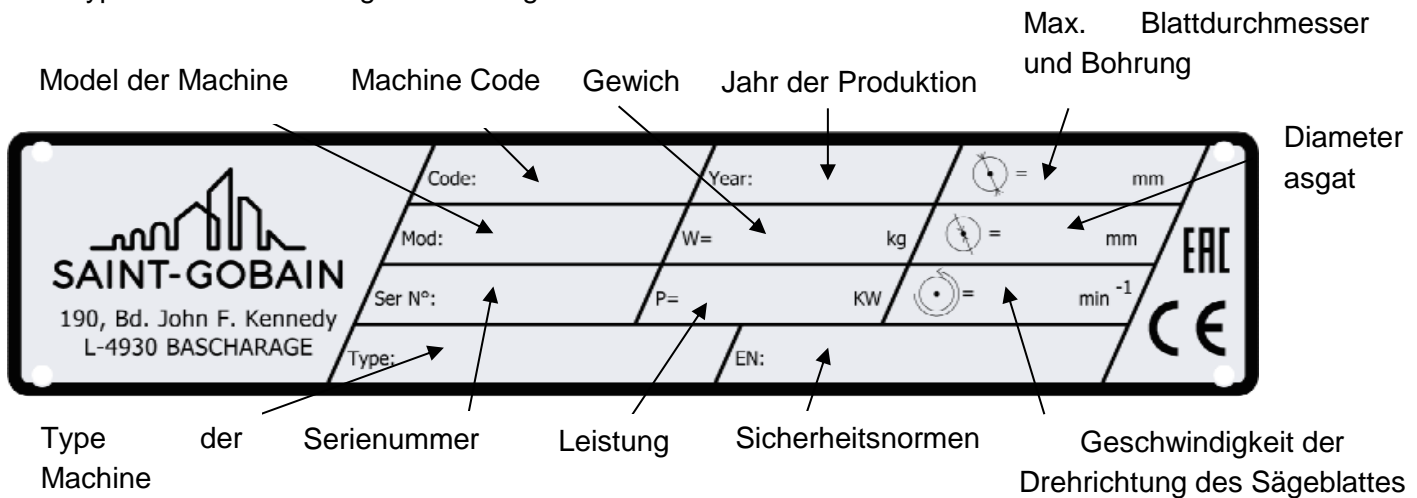 Max. Blattdurchmesser
und Bohrung
Model der Machine
Machine Code
Gewich
Jahr der Produktion
Diameter
asgat
Code:
Year:
= mm
Mod:
W= kg
= mm
EAC
SAINT-GOBAIN
Ser N°:
P= KW
= min -1
CE
190, Bd. John F. Kennedy
L-4930 BASCHARAGE
Type:
EN:
Type der
Machine
Serienummer
Leistung
Sicherheitsnormen
Geschwindigkeit der
Drehrichtung des Sägeblattes